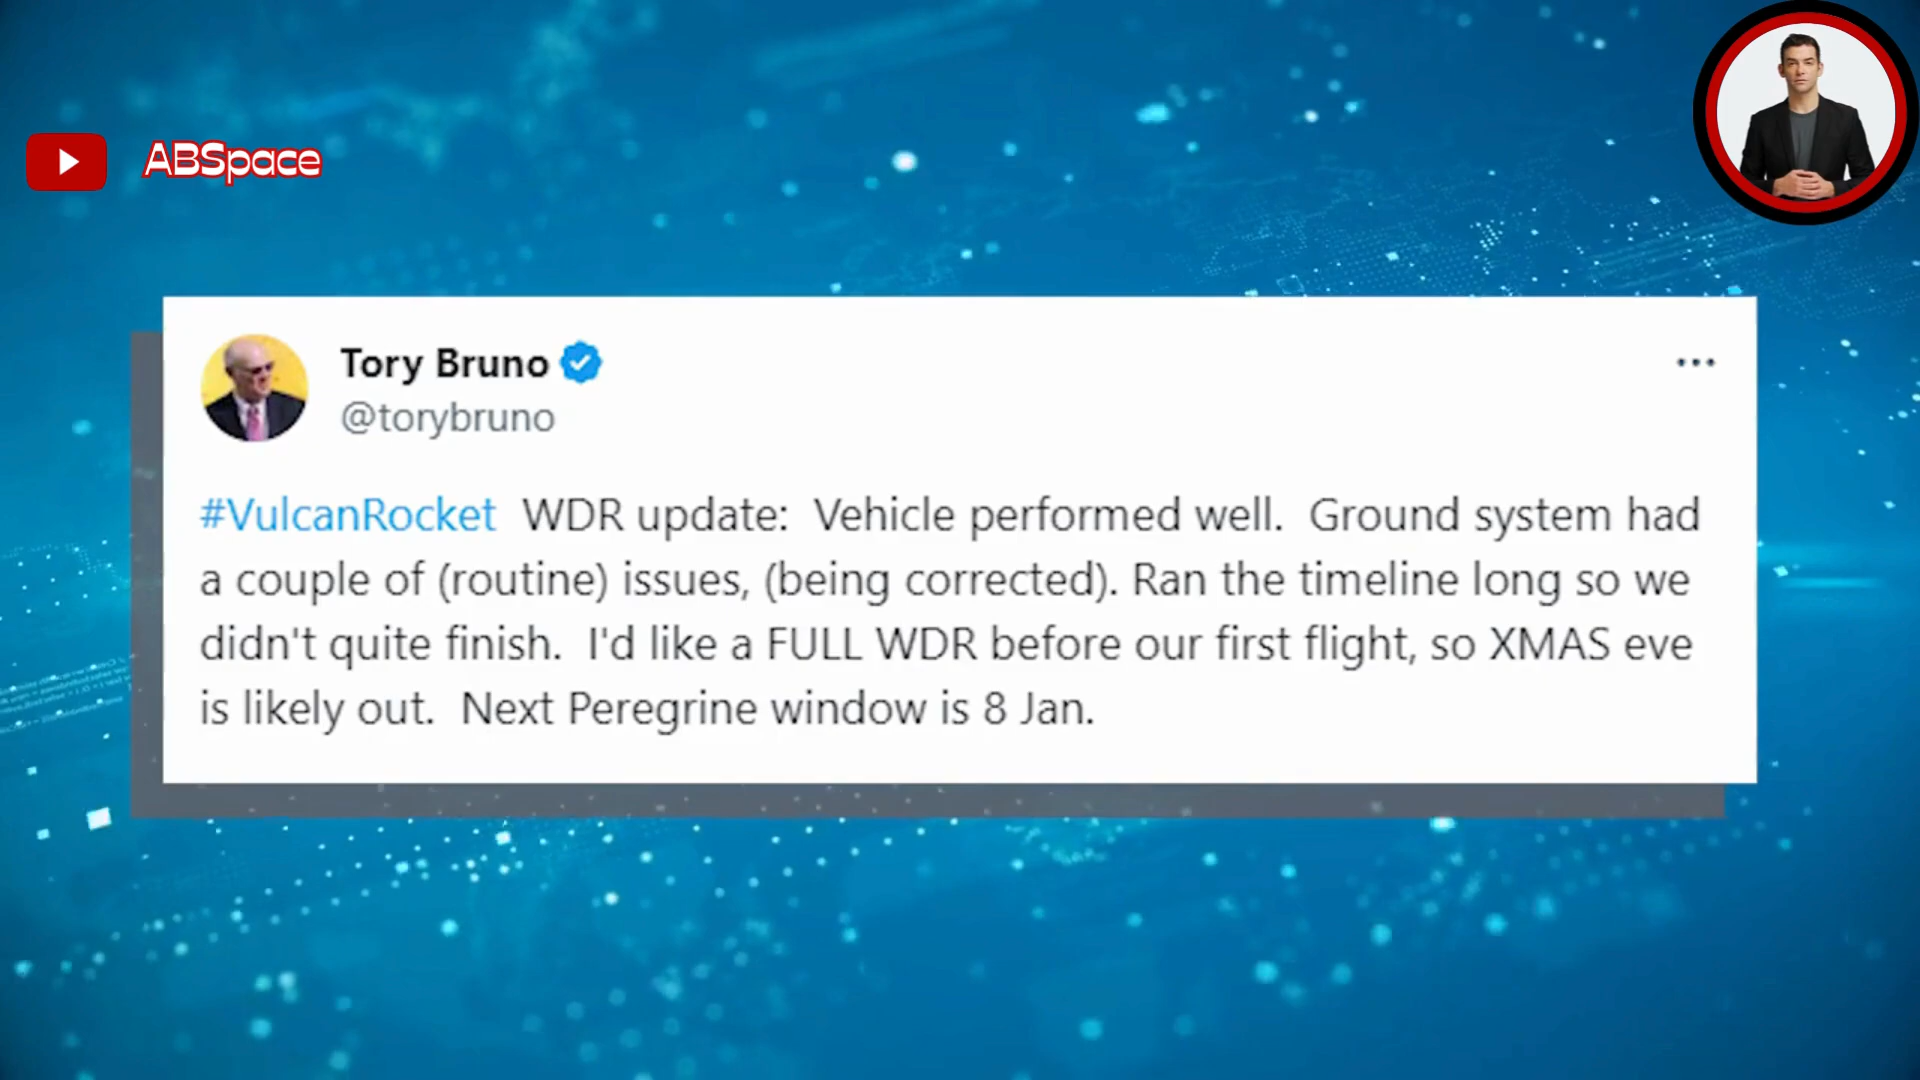 ABSpace
Tory Bruno
@torybruno
#VulcanRocket WDR update: Vehicle performed well. Ground system had
a couple of (routine) issues, (being corrected). Ran the timeline long so we
didn't quite finish. I'd like a FULL WDR before our first flight, so XMAS eve
is likely out. Next Peregrine window is 8 Jan.